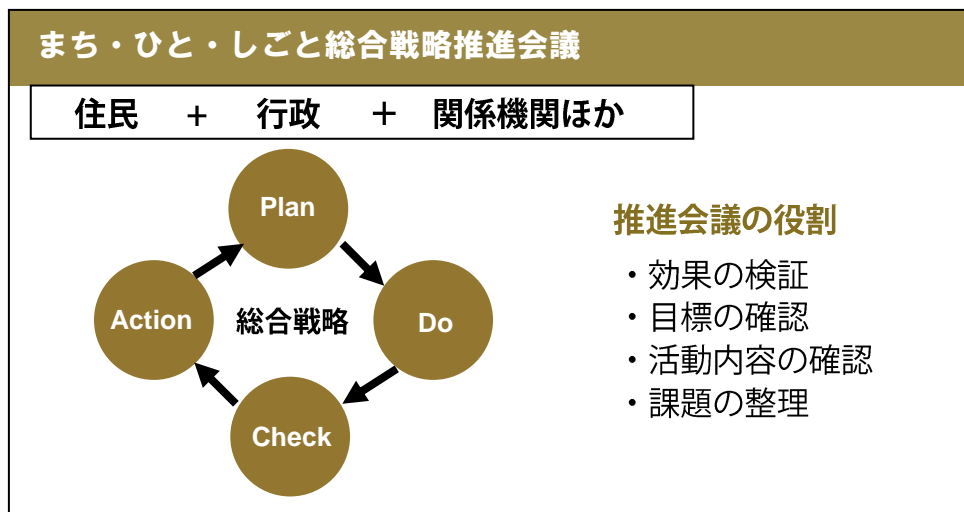 まち・ひと・しごと総合戦略推進会議
住民 + 行政 + 関係機関ほか
Plan
Action
総合戦略
Do
Check
推進会議の役割
・効果の検証
・目標の確認
・活動内容の確認
・課題の整理